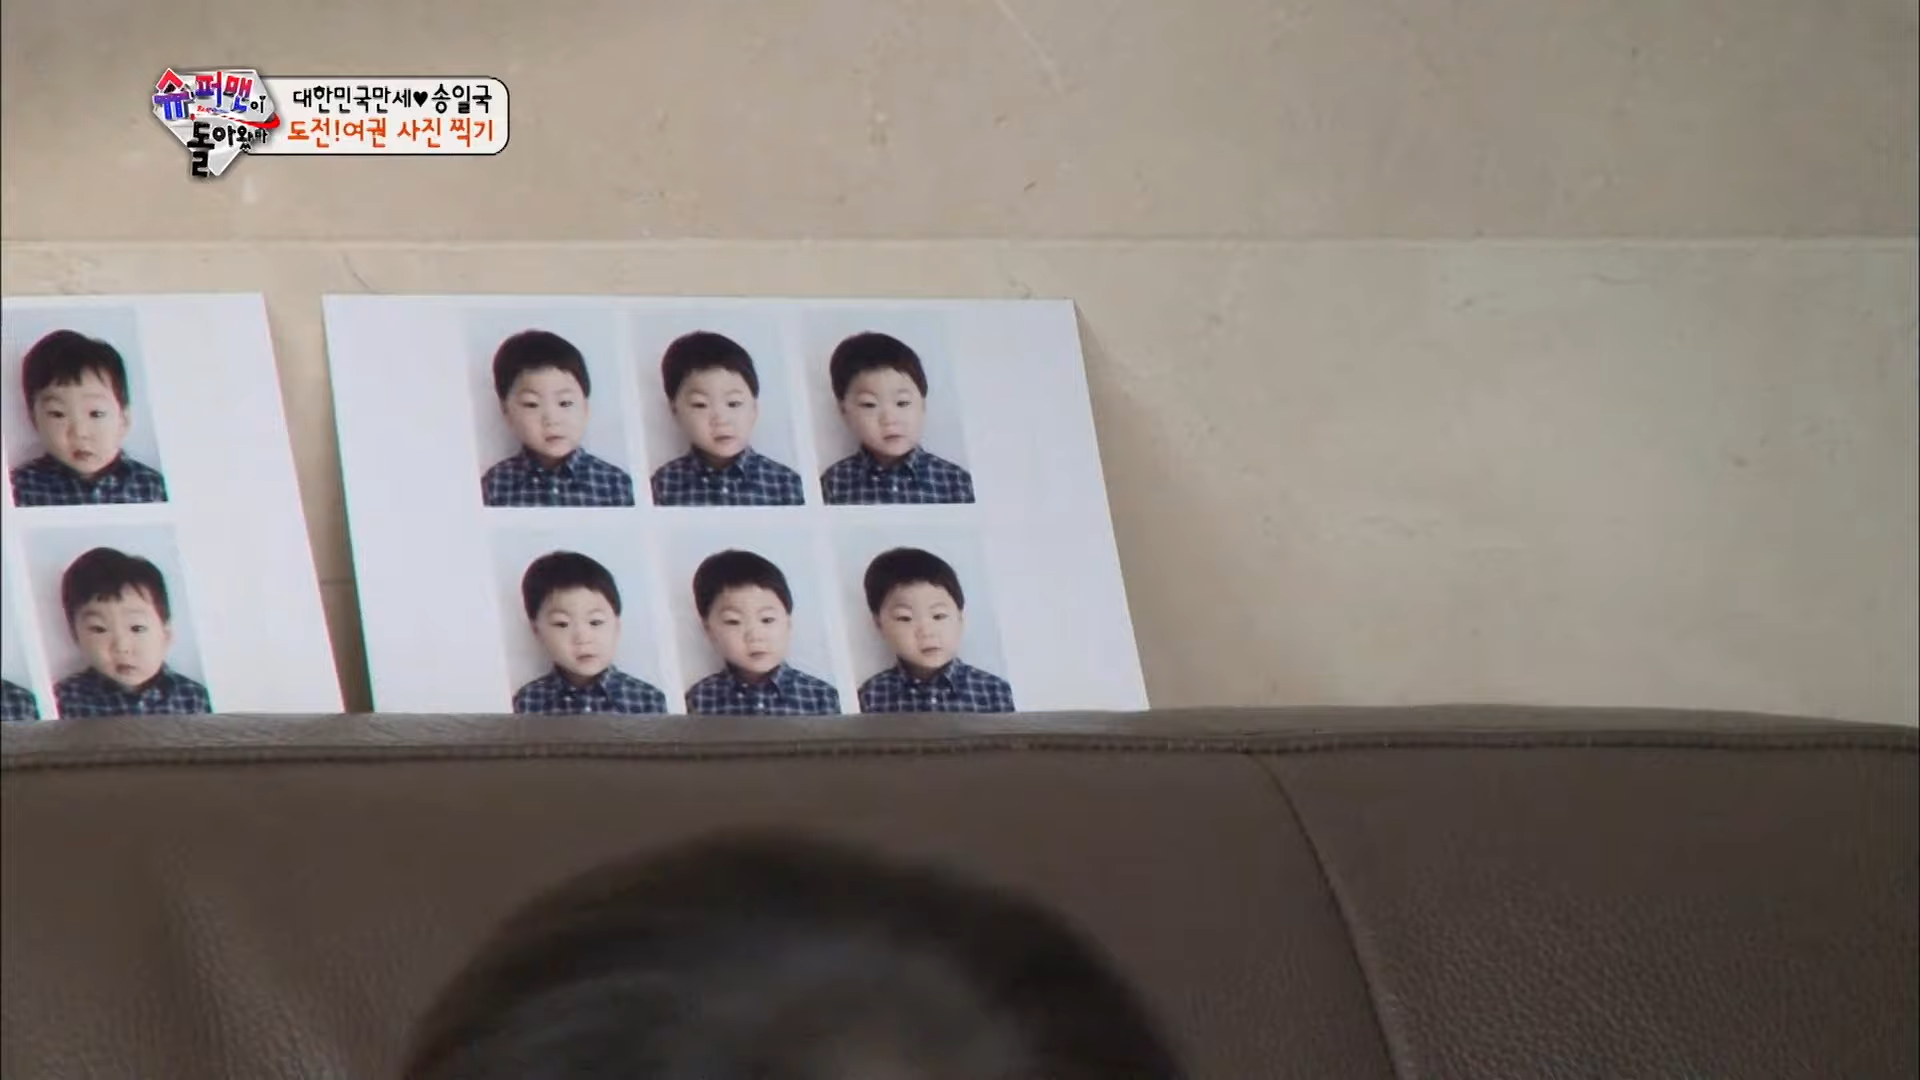 슈퍼맨이
돌아왔다
대한민국만세♥송일국
도전!여권 사진 찍기